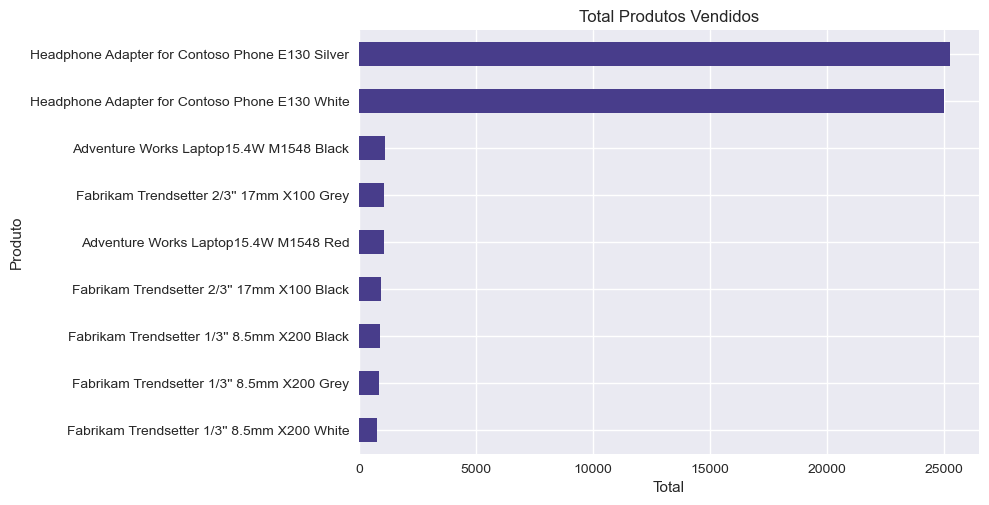 Total Produtos Vendidos
Produto
Headphone Adapter for Contoso Phone E130 Silver
Headphone Adapter for Contoso Phone E130 White
Adventure Works Laptop15.4W M1548 Black
Fabrikam Trendsetter 2/3'' 17mm X100 Grey
Adventure Works Laptop15.4W M1548 Red
Fabrikam Trendsetter 2/3'' 17mm X100 Black
Fabrikam Trendsetter 1/3'' 8.5mm X200 Black
Fabrikam Trendsetter 1/3'' 8.5mm X200 Grey
Fabrikam Trendsetter 1/3'' 8.5mm X200 White
0 5000 10000 15000 20000 25000
Total